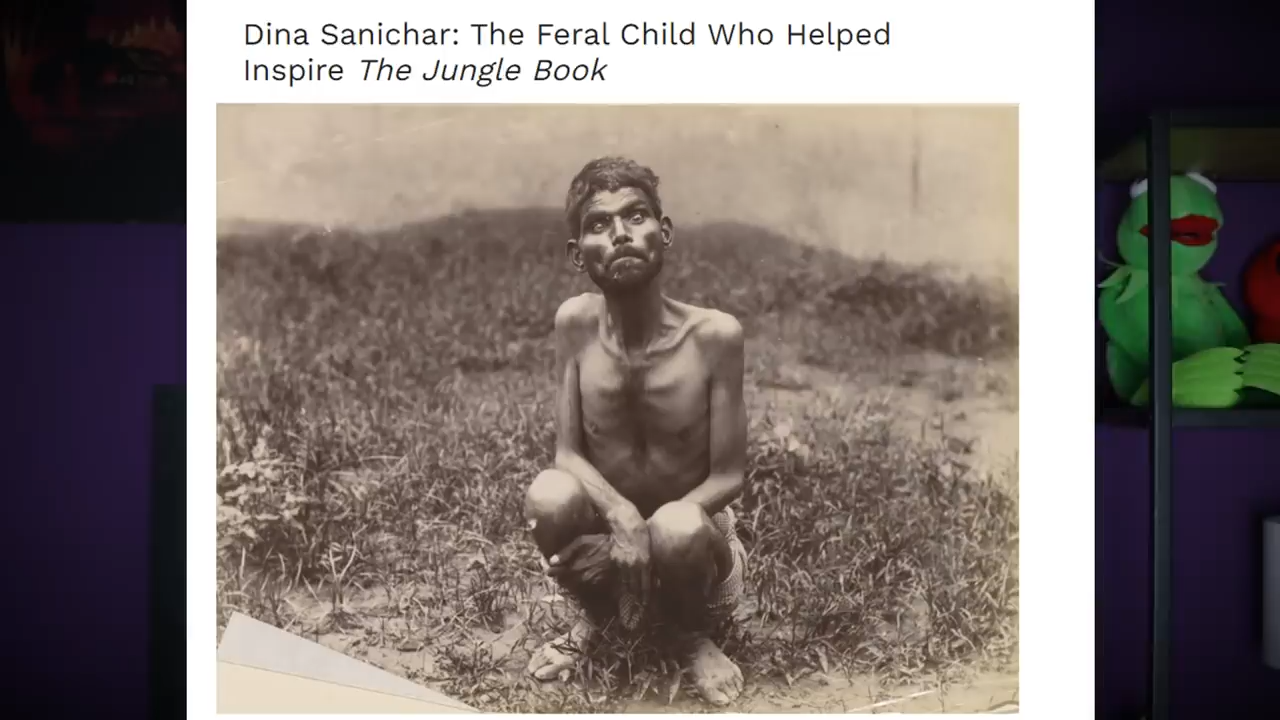 Dina Sanichar: The Feral Child Who Helped
Inspire The Jungle Book